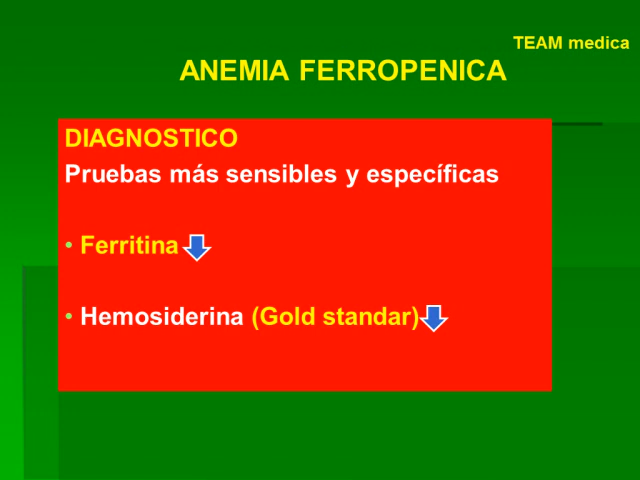 TEAM medica
ANEMIA FERROPENICA
DIAGNOSTICO
Pruebas más sensibles y específicas
• Ferritina
• Hemosiderina (Gold standar)